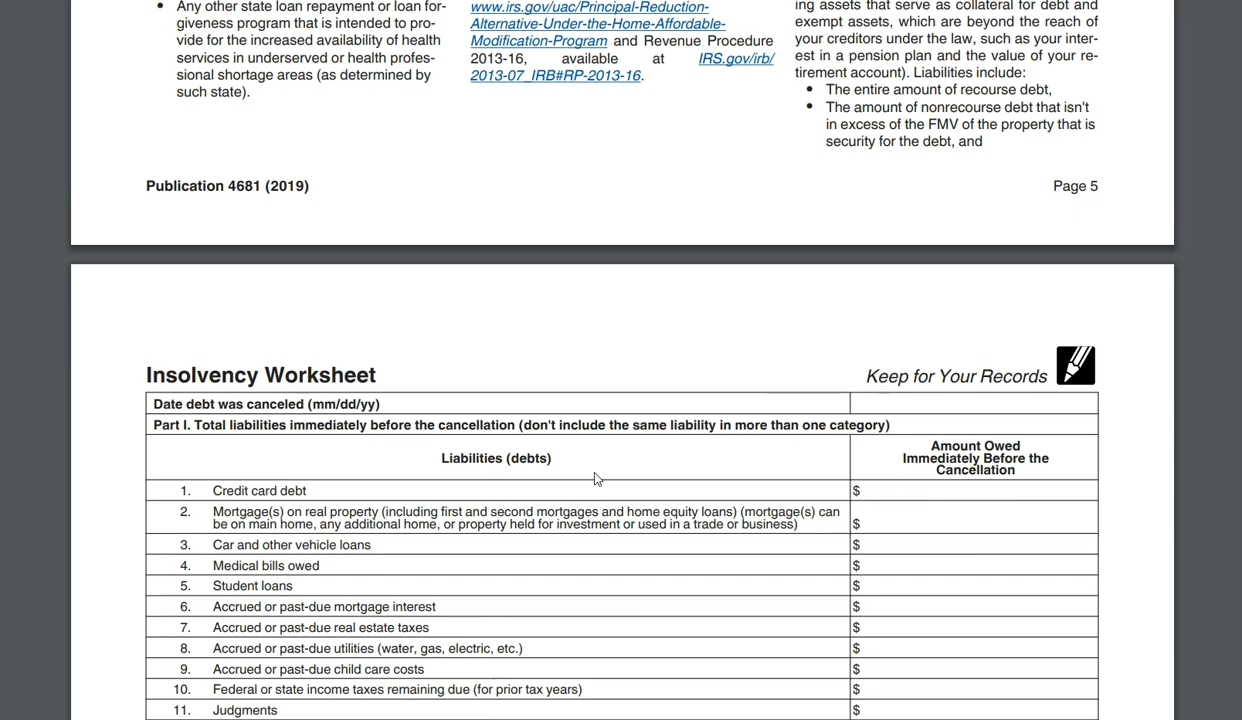 • Any other state loan repayment or loan for-
giveness program that is intended to pro-
vide for the increased availability of health
services in underserved or health profes-
sional shortage areas (as determined by
such state).
www.irs.gov/uac/Principal-Reduction-
Alternative-Under-the-Home-Affordable-
Modification-Program and Revenue Procedure
2013-16, available at IRS.gov/irb/
2013-07_IRB#RP-2013-16.
ing assets that serve as collateral for debt and
exempt assets, which are beyond the reach of
your creditors under the law, such as your inter-
est in a pension plan and the value of your re-
tirement account). Liabilities include:
• The entire amount of recourse debt,
• The amount of nonrecourse debt that isn't
in excess of the FMV of the property that is
security for the debt, and
Publication 4681 (2019) Page 5
Insolvency Worksheet Keep for Your Records
Date debt was canceled (mm/dd/yy)
Part I. Total liabilities immediately before the cancellation (don't include the same liability in more than one category)
Liabilities (debts)
Amount Owed
Immediately Before the
Cancellation
1. Credit card debt $
2. Mortgage(s) on real property (including first and second mortgages and home equity loans) (mortgage(s) can
be on main home, any additional home, or property held for investment or used in a trade or business) $
3. Car and other vehicle loans $
4. Medical bills owed $
5. Student loans $
6. Accrued or past-due mortgage interest $
7. Accrued or past-due real estate taxes $
8. Accrued or past-due utilities (water, gas, electric, etc.) $
9. Accrued or past-due child care costs $
10. Federal or state income taxes remaining due (for prior tax years) $
11. Judgments $